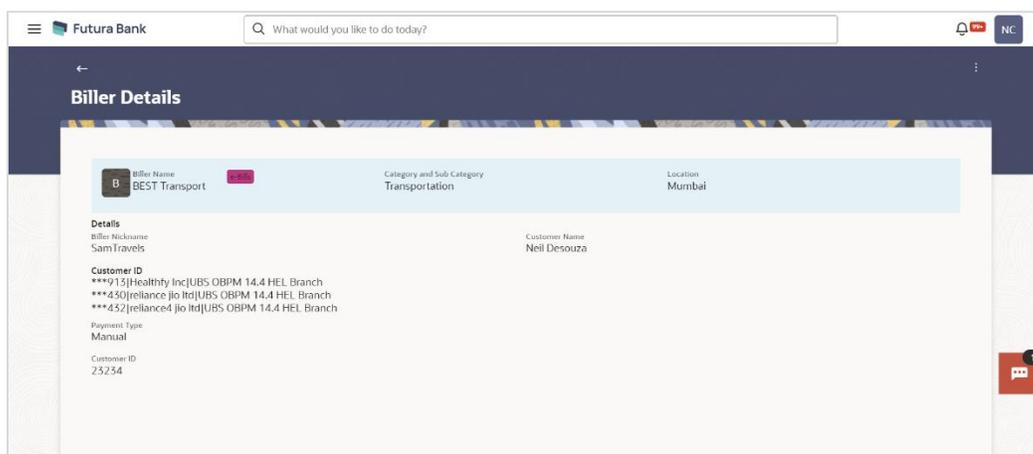 Futura Bank
What would you like to do today?
99+
NC
Biller Details
B
Biller Name
BEST Transport
e-Bills
Category and Sub Category
Transportation
Location
Mumbai
Details
Biller Nickname
SamTravels
Customer Name
Neil Desouza
Customer ID
***913|Healthfy Inc|UBS OBPM 14.4 HEL Branch
***430|reliance jio ltd|UBS OBPM 14.4 HEL Branch
***432|reliance4 jio ltd|UBS OBPM 14.4 HEL Branch
Payment Type
Manual
Customer ID
23234